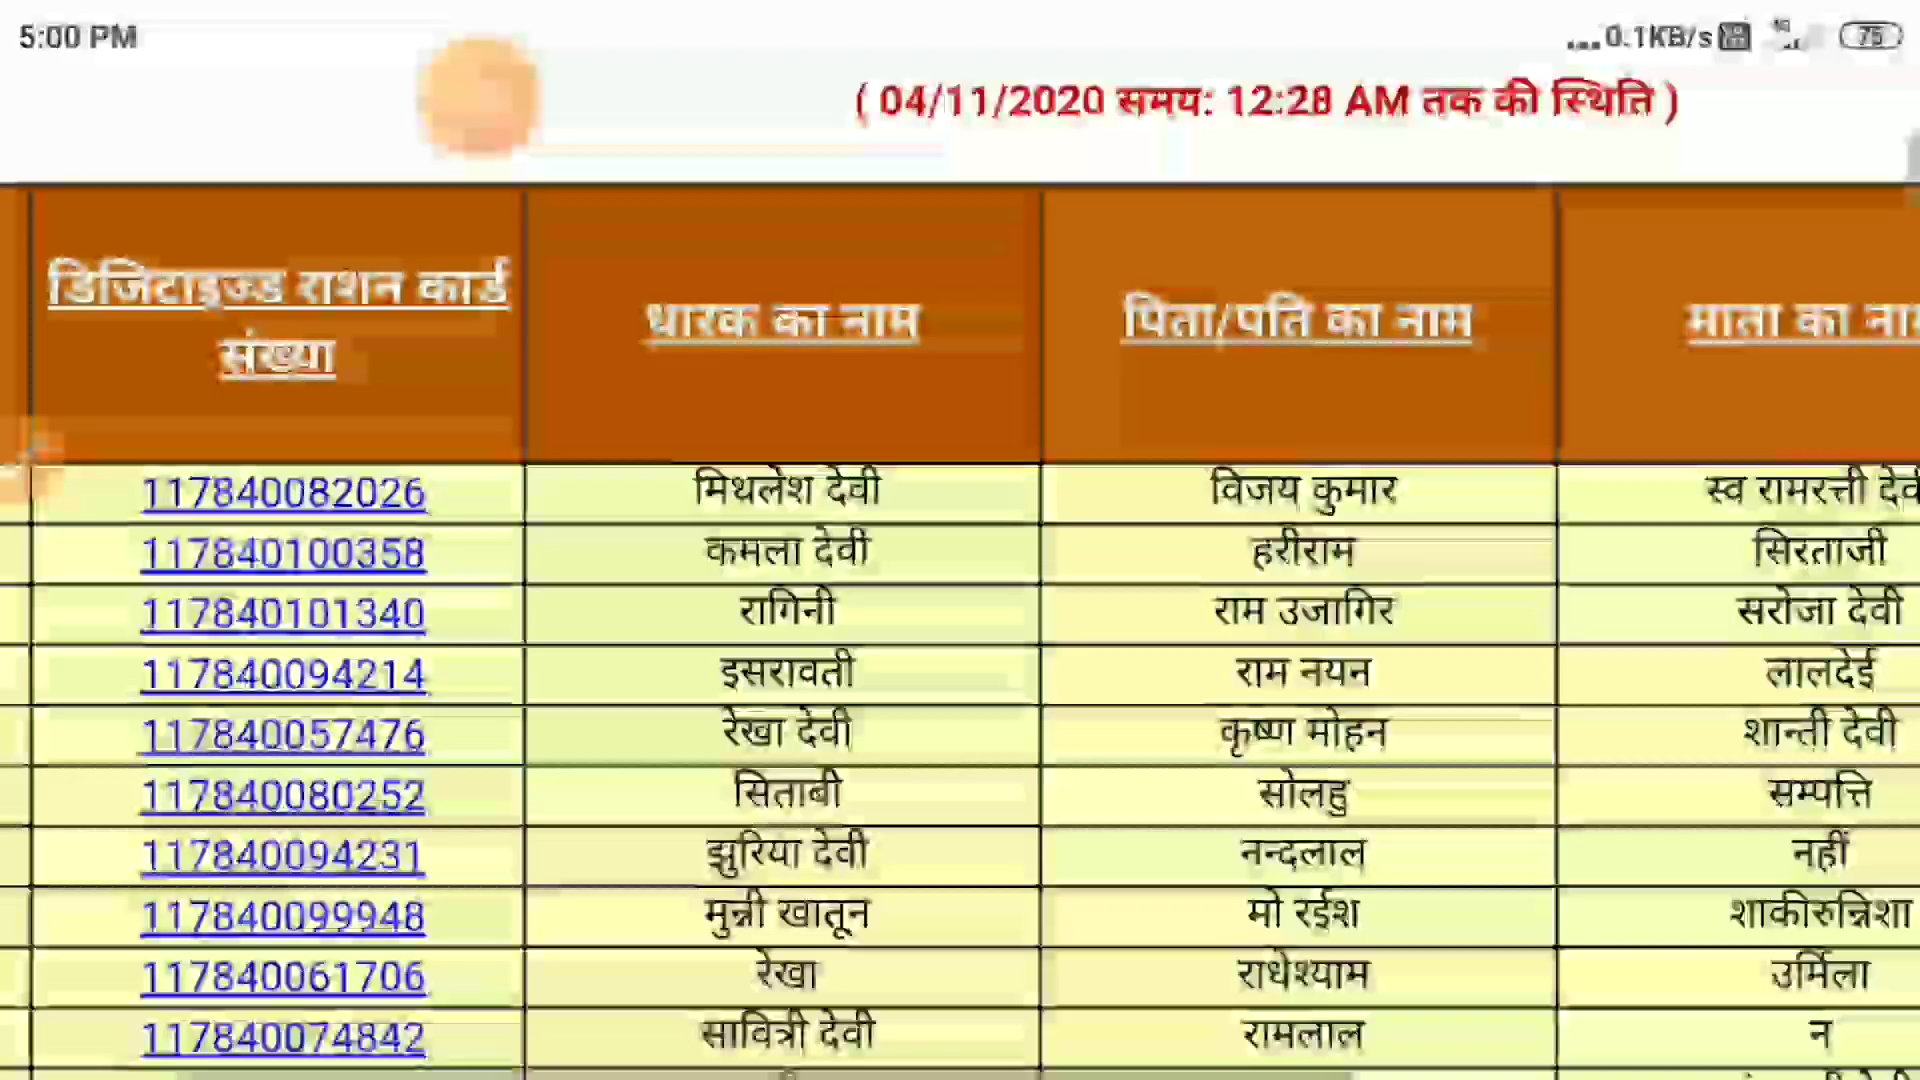 5:00 PM
0.1KB/s
75
( 04/11/2020 समय: 12:28 AM तक की स्थिति )
डिजिटाइज्ड राशन कार्ड संख्या
धारक का नाम
पिता/पति का नाम
माता का
117840082026 मिथलेश देवी विजय कुमार स्व रामरत्ती
117840100358 कमला देवी हरीराम सिरताजी
117840101340 रागिनी राम उजागिर सरोजा देवी
117840094214 इसरावती राम नयन लालदेई
117840057476 रेखा देवी कृष्ण मोहन शान्ती देवी
117840080252 सिताबी सोलहु सम्पत्ति
117840094231 झुरिया देवी नन्दलाल नहीं
117840099948 मुन्नी खातून मो रईश शाकीरुन्निशा
117840061706 रेखा राधेश्याम उर्मिला
117840074842 सावित्री देवी रामलाल न